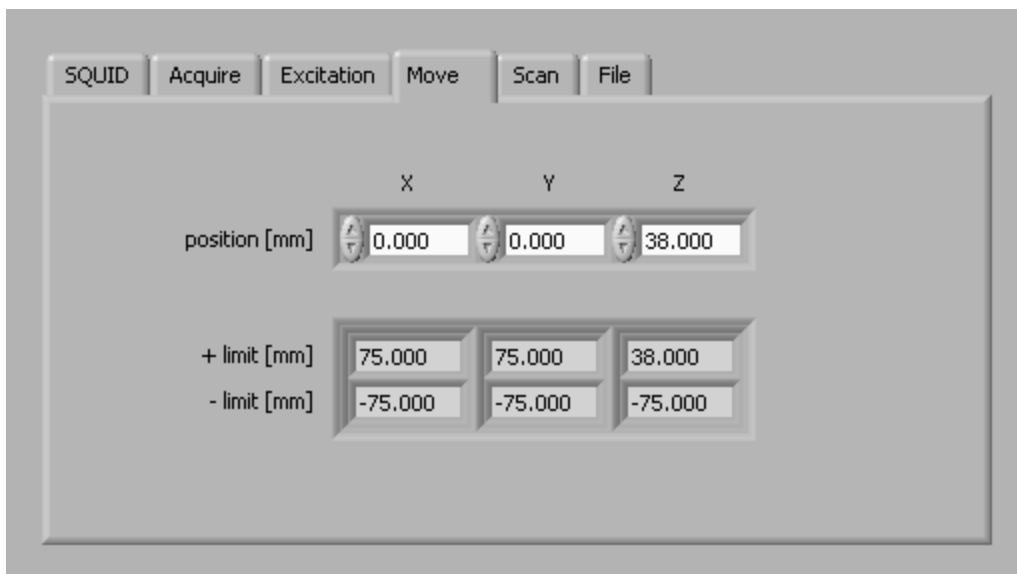 SQUID Acquire Excitation Move Scan File
X Y Z
position [mm] 0.000 0.000 38.000
+ limit [mm] 75.000 75.000 38.000
- limit [mm] -75.000 -75.000 -75.000